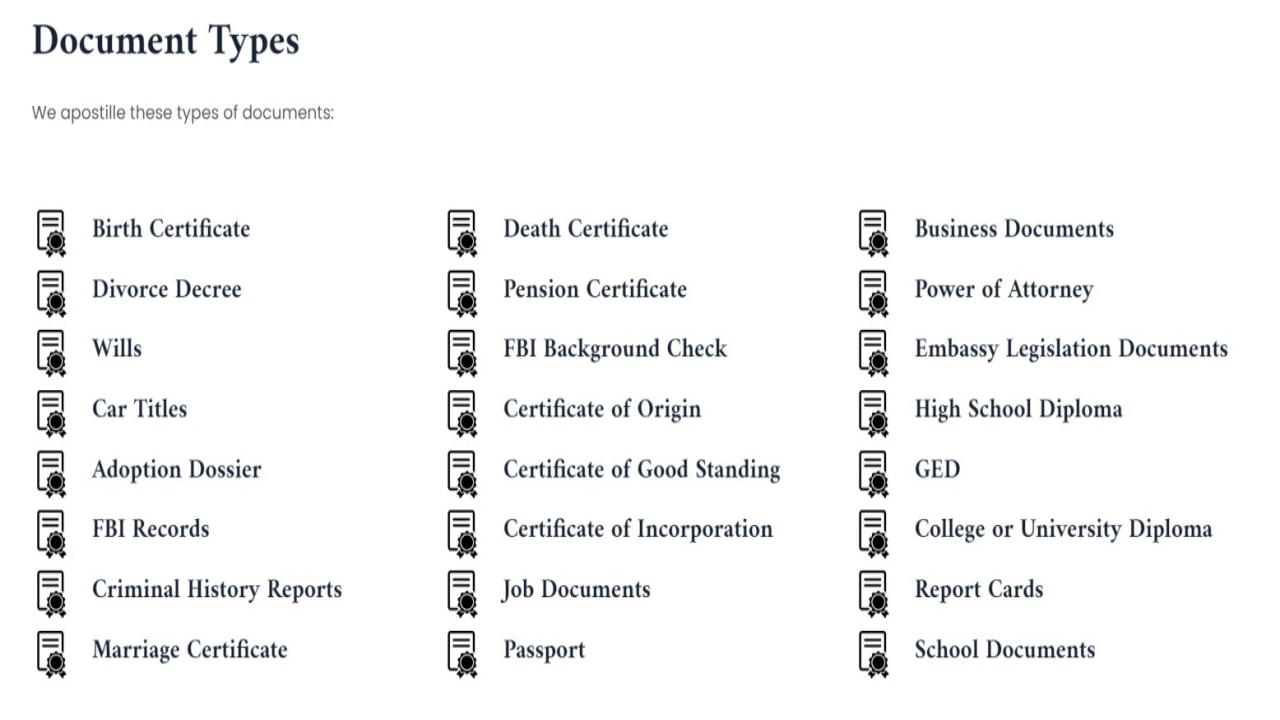 Document Types
We apostille these types of documents:
Birth Certificate
Divorce Decree
Wills
Car Titles
Adoption Dossier
FBI Records
Criminal History Reports
Marriage Certificate
Death Certificate
Pension Certificate
FBI Background Check
Certificate of Origin
Certificate of Good Standing
Certificate of Incorporation
Job Documents
Passport
Business Documents
Power of Attorney
Embassy Legislation Documents
High School Diploma
GED
College or University Diploma
Report Cards
School Documents